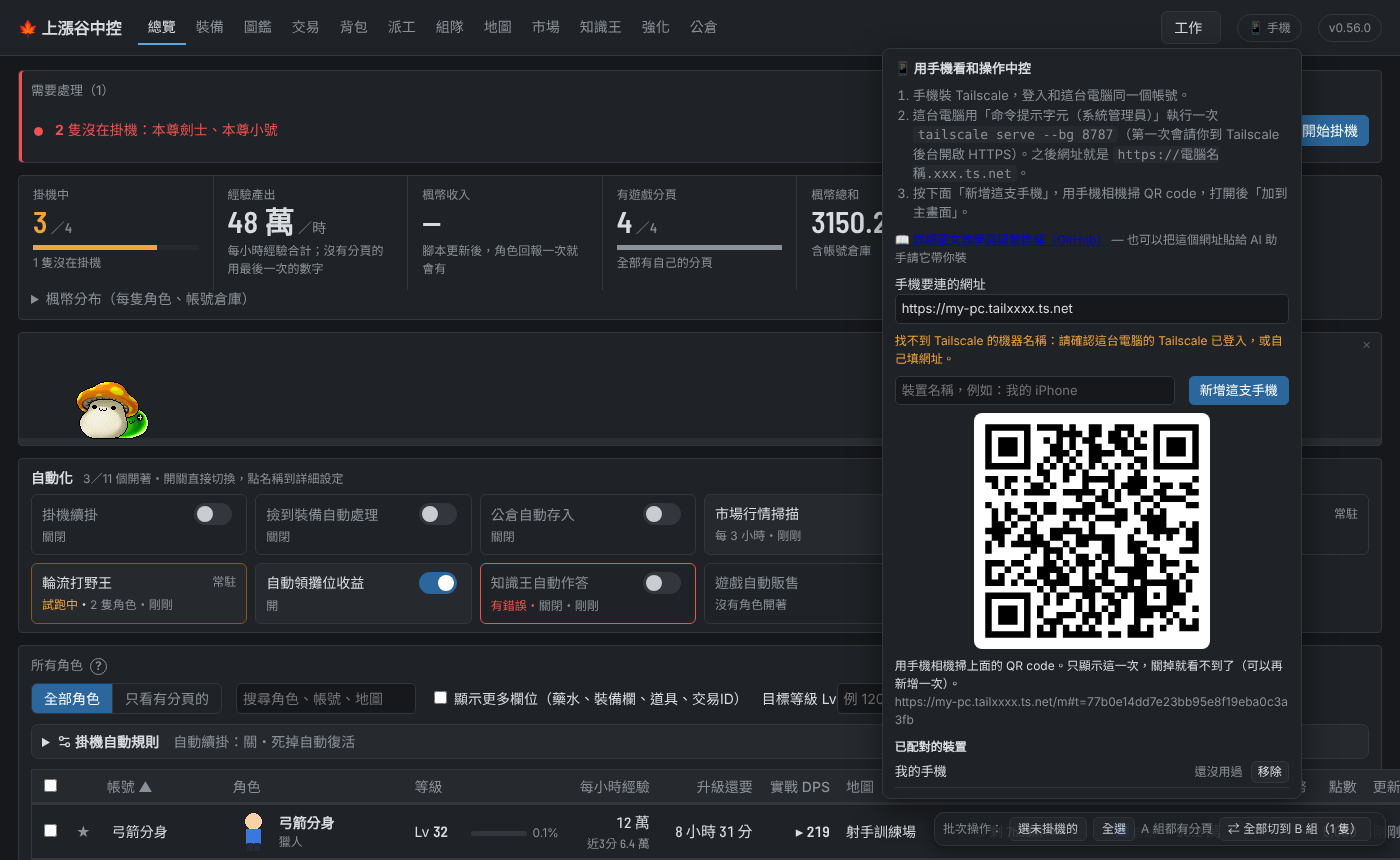 上漲谷中控 總覽 裝備 圖鑑 交易 背包 派工 組隊 地圖 市場 知識王 強化 公倉 工作 手機 v0.56.0
需要處理（1）
2 隻沒在掛機：本尊劍士、本尊小號
開始掛機
掛機中
3 ／4
1 隻沒在掛機
經驗產出
48 萬 ／時
每小時經驗合計；沒有分頁的
用最後一次的數字
楓幣收入
–
腳本更新後，角色回報一次就
會有
有遊戲分頁
4 ／4
全部有自己的分頁
楓幣總和
3150.2
含帳號倉庫
▶ 楓幣分布（每隻角色、帳號倉庫）
×
自動化 3／11 個開著・開關直接切換，點名稱到詳細設定
掛機續掛
關閉
撿到裝備自動處理
關閉
公倉自動存入
關閉
市場行情掃描
每 3 小時・剛剛
常駐
輪流打野王 常駐
試跑中・2 隻角色・剛剛
自動領攤位收益
開
知識王自動作答
有錯誤・關閉・剛剛
遊戲自動販售
沒有角色開著
所有角色 ?
全部角色 只看有分頁的 搜尋角色、帳號、地圖 顯示更多欄位（藥水、裝備欄、道具、交易ID） 目標等級 Lv 例 120
▶ 掛機自動規則 自動續掛：關・死掉自動復活
帳號 ▲ 角色 等級 每小時經驗 升級還要 實戰 DPS 地圖 點數 更新
★ 弓箭分身 弓箭分身
獵人
Lv 32 0.1% 12 萬
近3分 6.4 萬
8 小時 31 分 ▸ 219 射手訓練場
用手機看和操作中控
1. 手機裝 Tailscale，登入和這台電腦同一個帳號。
2. 這台電腦用「命令提示字元（系統管理員）」執行一次
tailscale serve --bg 8787 （第一次會請你到 Tailscale
後台開啟 HTTPS）。之後網址就是 https://電腦名
稱.xxx.ts.net 。
3. 按下面「新增這支手機」，用手機相機掃 QR code，打開後「加到
主畫面」。
— 也可以把這個網址貼給 AI 助
手請它帶你裝
手機要連的網址
https://my-pc.tailxxxx.ts.net
找不到 Tailscale 的機器名稱：請確認這台電腦的 Tailscale 已登入，或自
己填網址。
裝置名稱，例如：我的 iPhone 新增這支手機
用手機相機掃上面的 QR code。只顯示這一次，關掉就看不到了（可以再
新增一次）。
https://my-pc.tailxxxx.ts.net/m#t=77b0e14dd7e23bb95e8f19eba0c3a
3fb
已配對的裝置
我的手機 還沒用過 移除
批次操作： 選未掛機的 全選 A 組都有分頁 ⇄ 全部切到 B 組（1 隻）